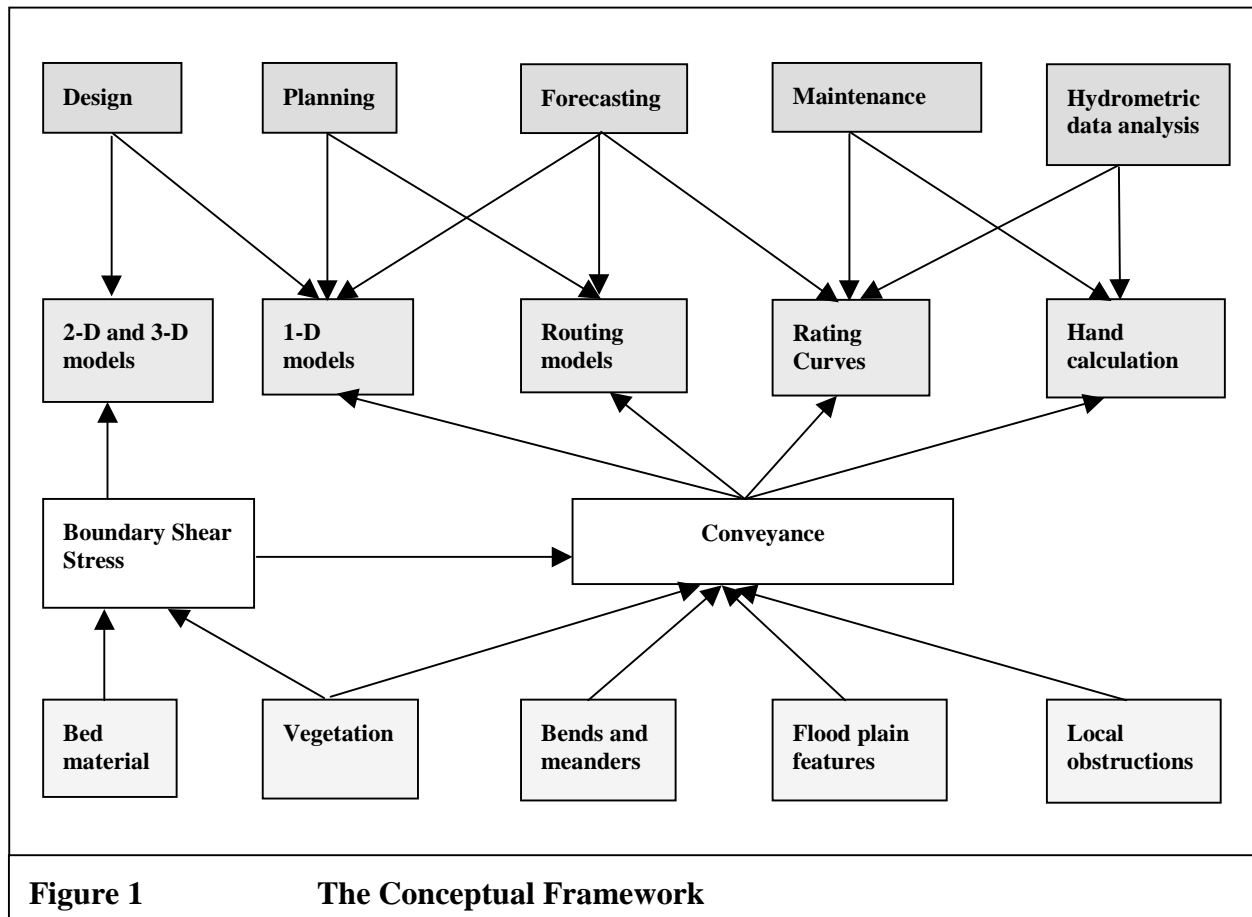 Design
Planning
Forecasting
Maintenance
Hydrometric
data analysis
2-D and 3-D
models
1-D
models
Routing
models
Rating
Curves
Hand
calculation
Boundary Shear
Stress
Conveyance
Bed
material
Vegetation
Bends and
meanders
Flood plain
features
Local
obstructions
Figure 1 The Conceptual Framework